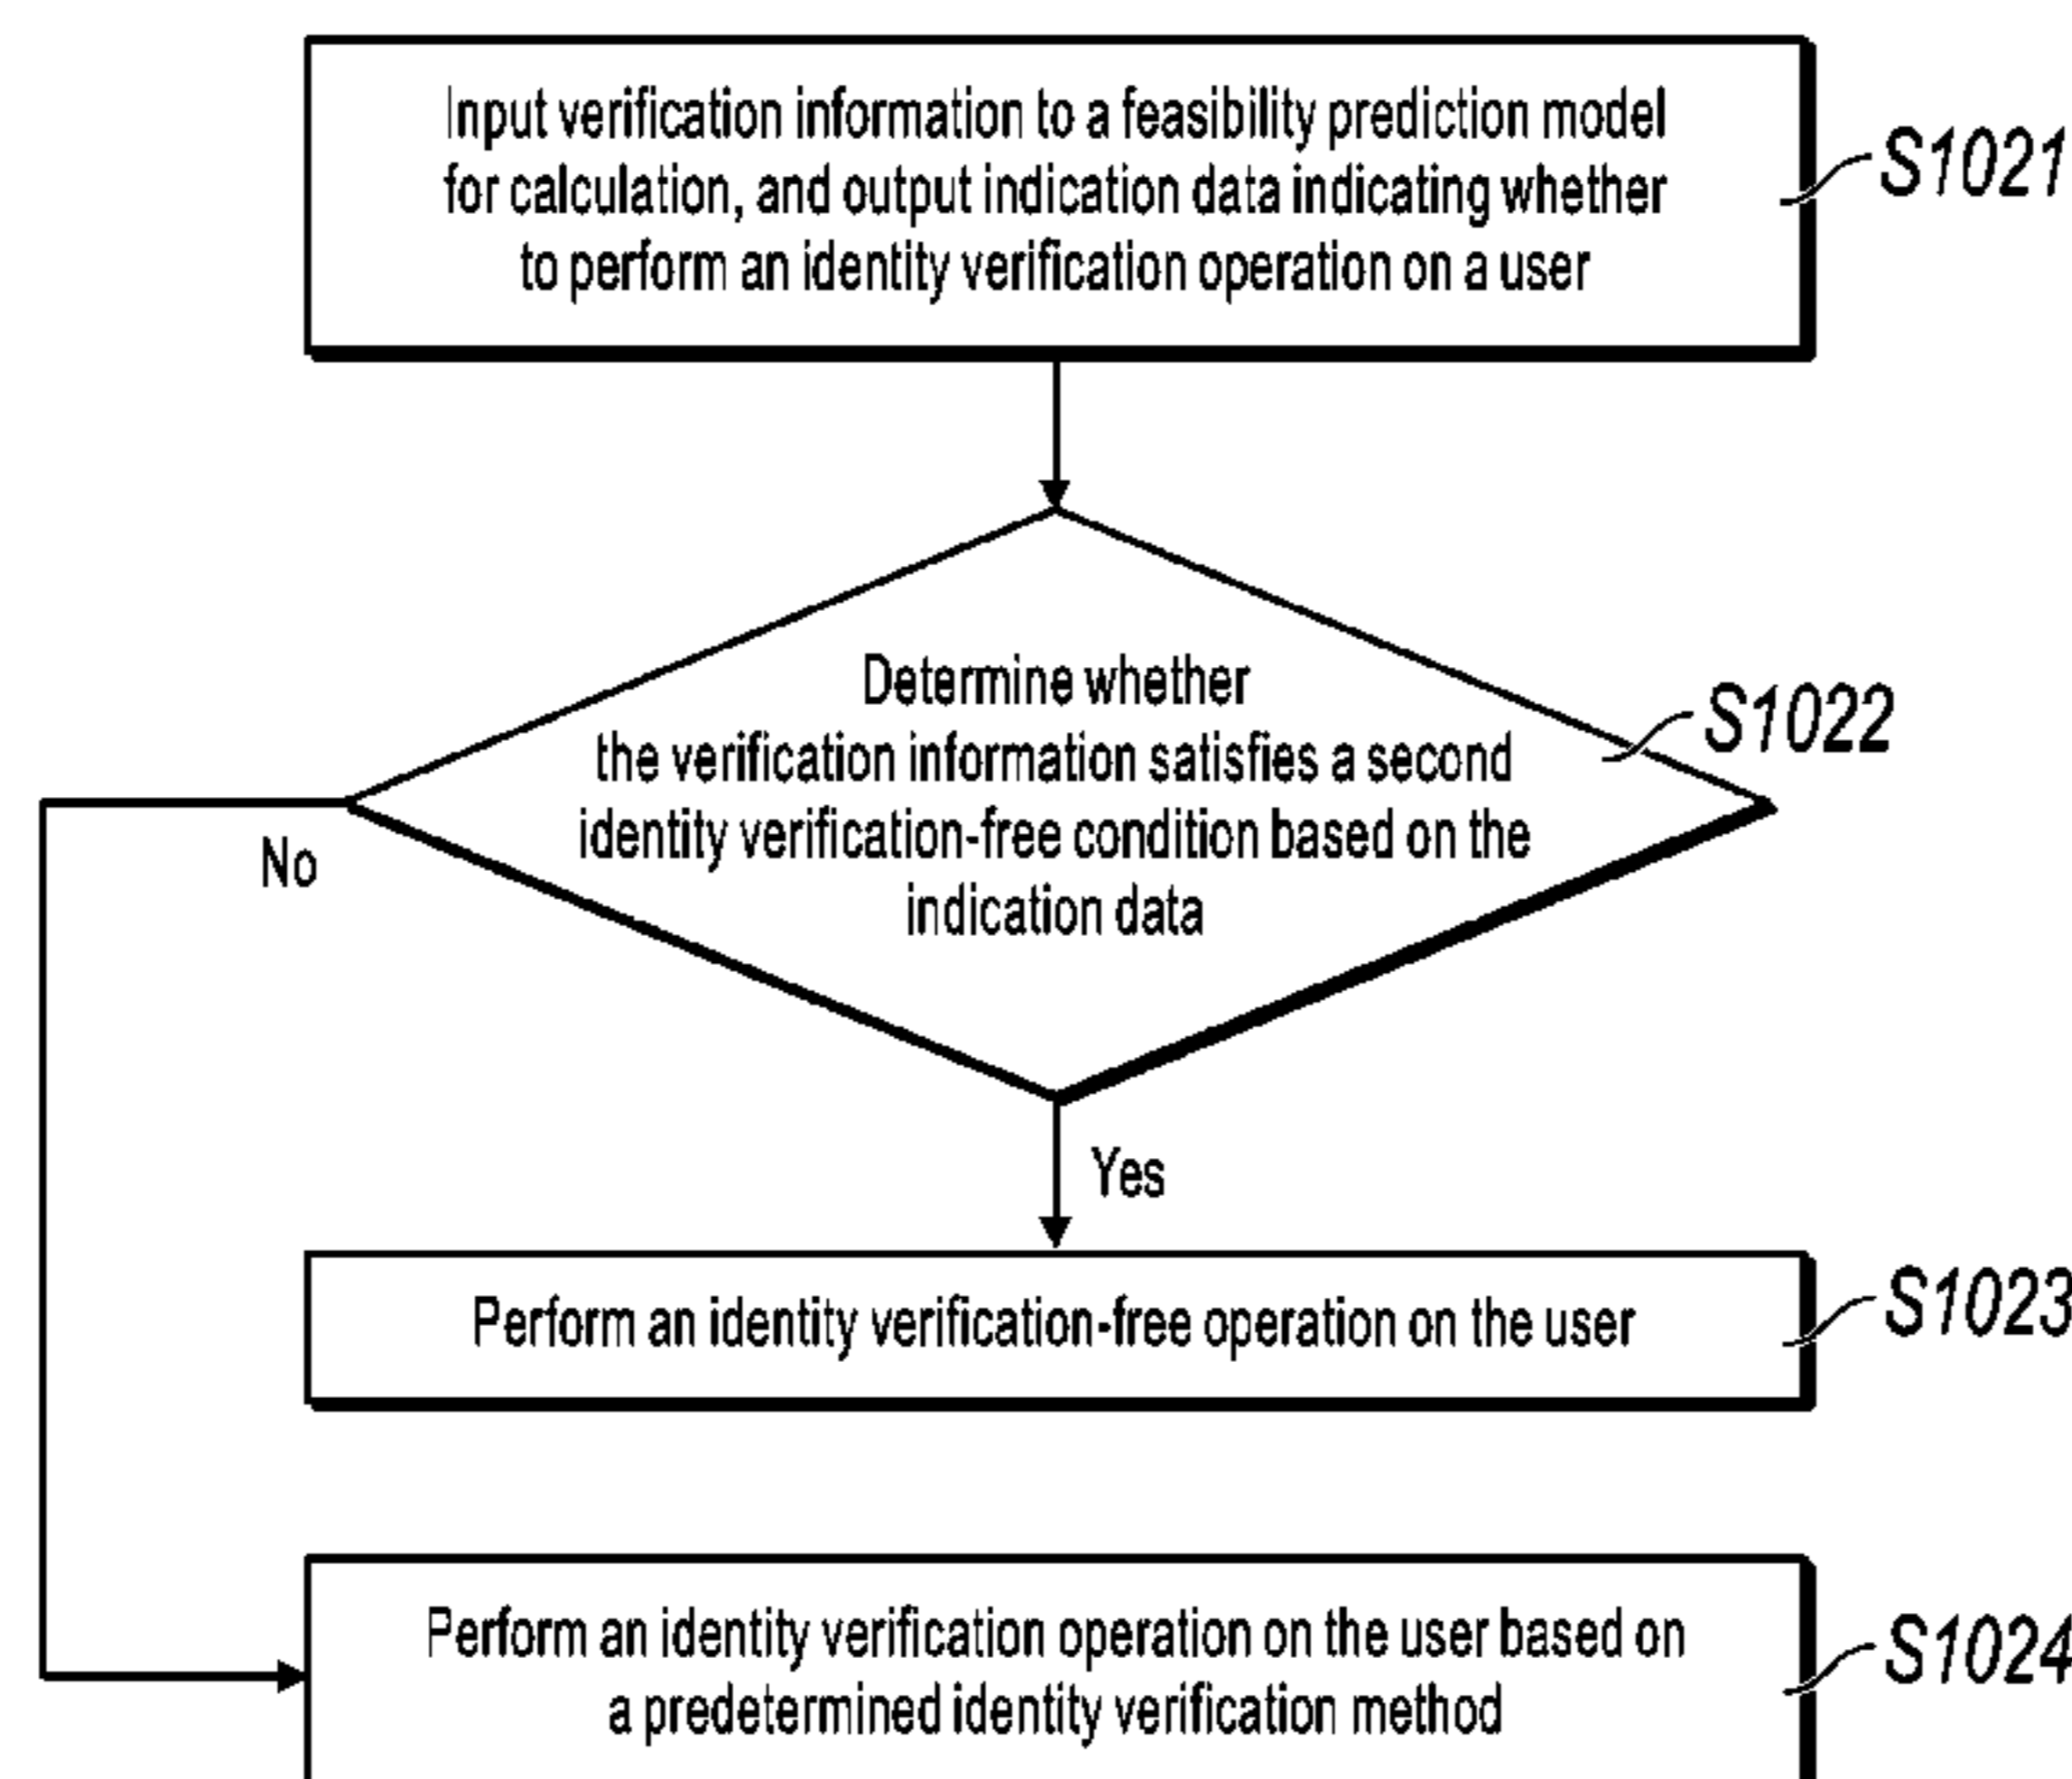 Input verification information to a feasibility prediction model
for calculation, and output indication data indicating whether
to perform an identity verification operation on a user
S1021
Determine whether
the verification information satisfies a second
identity verification-free condition based on the
indication data
S1022
No
Yes
Perform an identity verification-free operation on the user
S1023
Perform an identity verification operation on the user based on
a predetermined identity verification method
S1024